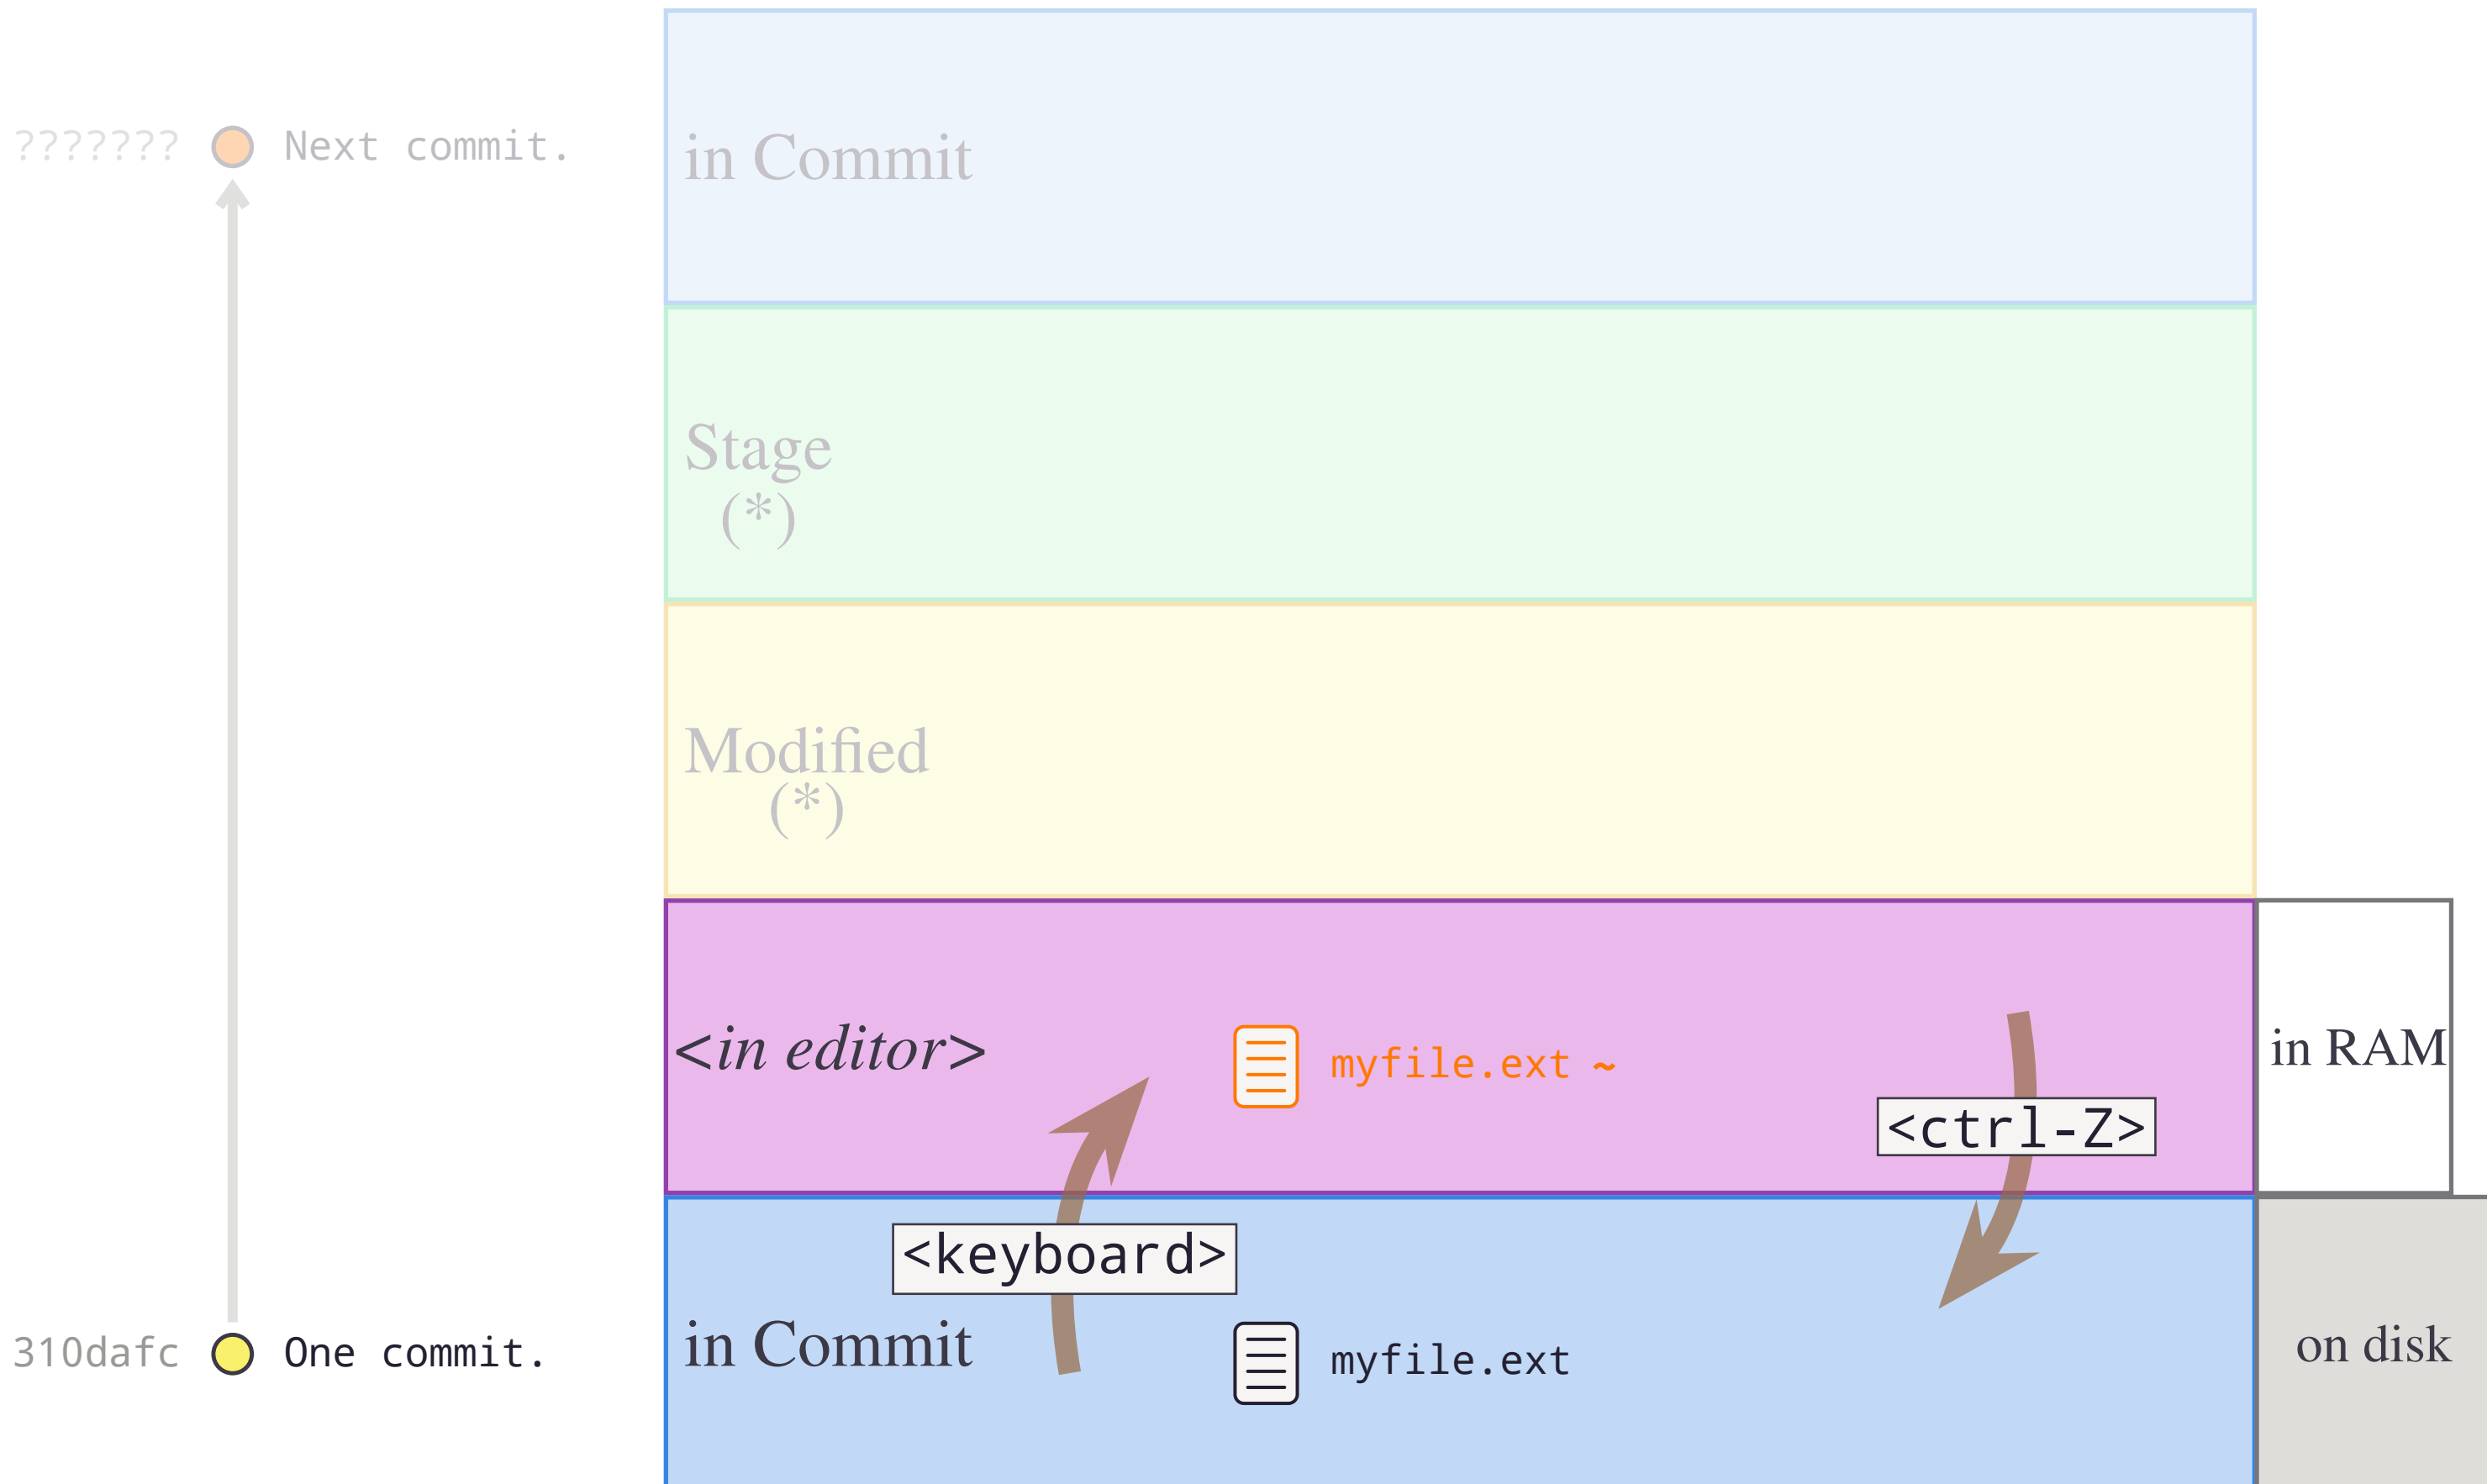 ??????? Next commit.
in Commit
Stage
(*)
Modified
(*)
<in editor>
myfile.ext ~
in RAM
<ctrl-Z>
<keyboard>
310dafc One commit.
in Commit
myfile.ext
on disk